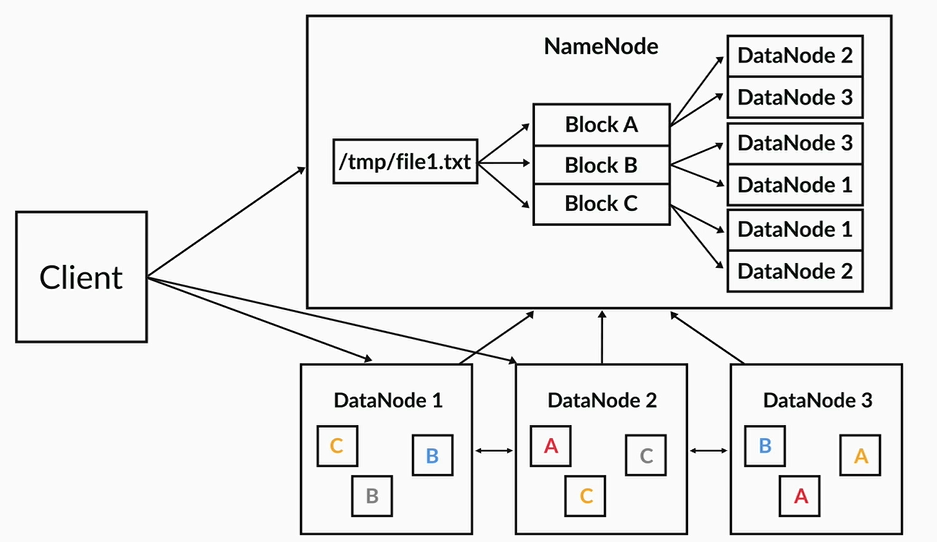 NameNode
DataNode 2
DataNode 3
Block A
/tmp/file1.txt
Block B
Block C
DataNode 3
DataNode 1
DataNode 1
DataNode 2
Client
DataNode 1
C
B
B
DataNode 2
A
C
C
DataNode 3
B
A
A